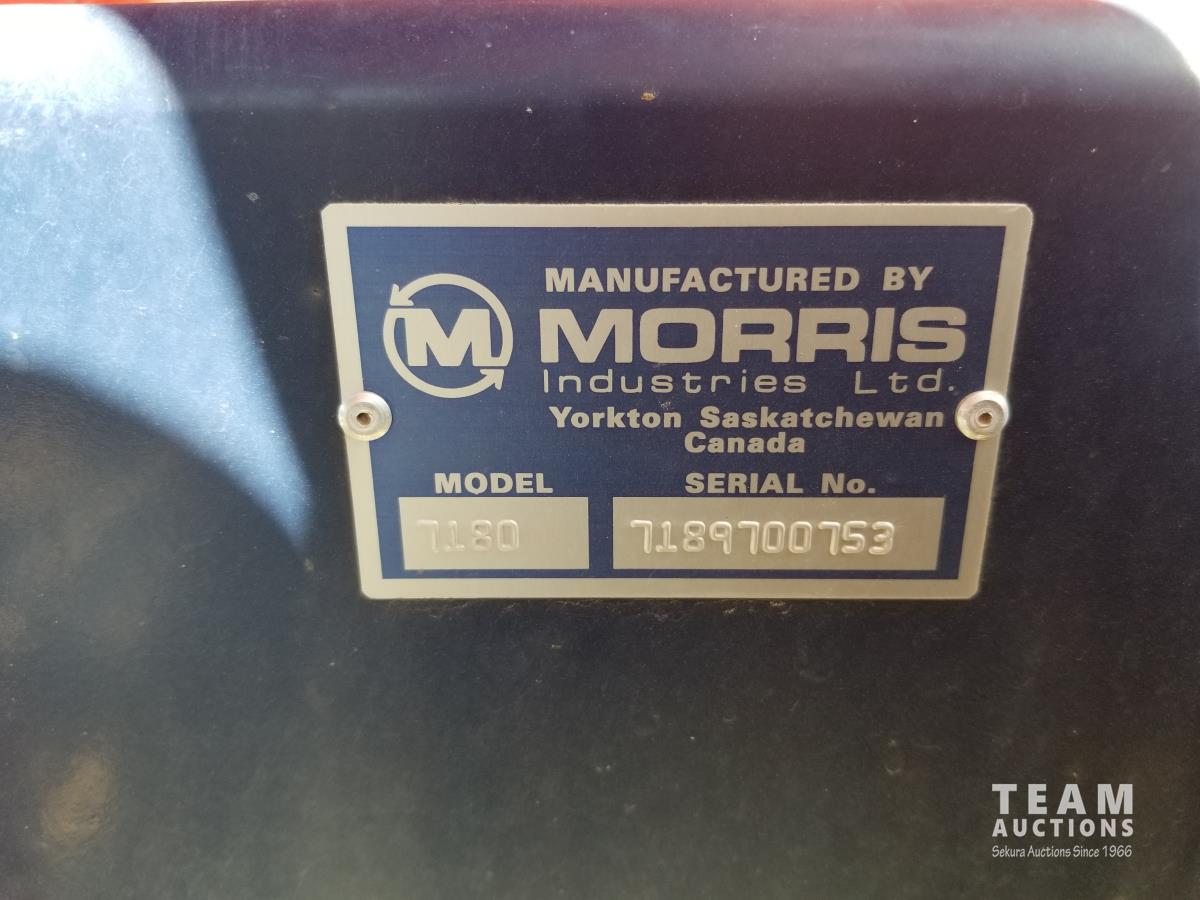 MANUFACTURED BY
M MORRIS
Industries Ltd.
Yorkton Saskatchewan
Canada
MODEL SERIAL No.
7180 7189700753
TEAM
AUCTIONS
Sekura Auctions Since 1966